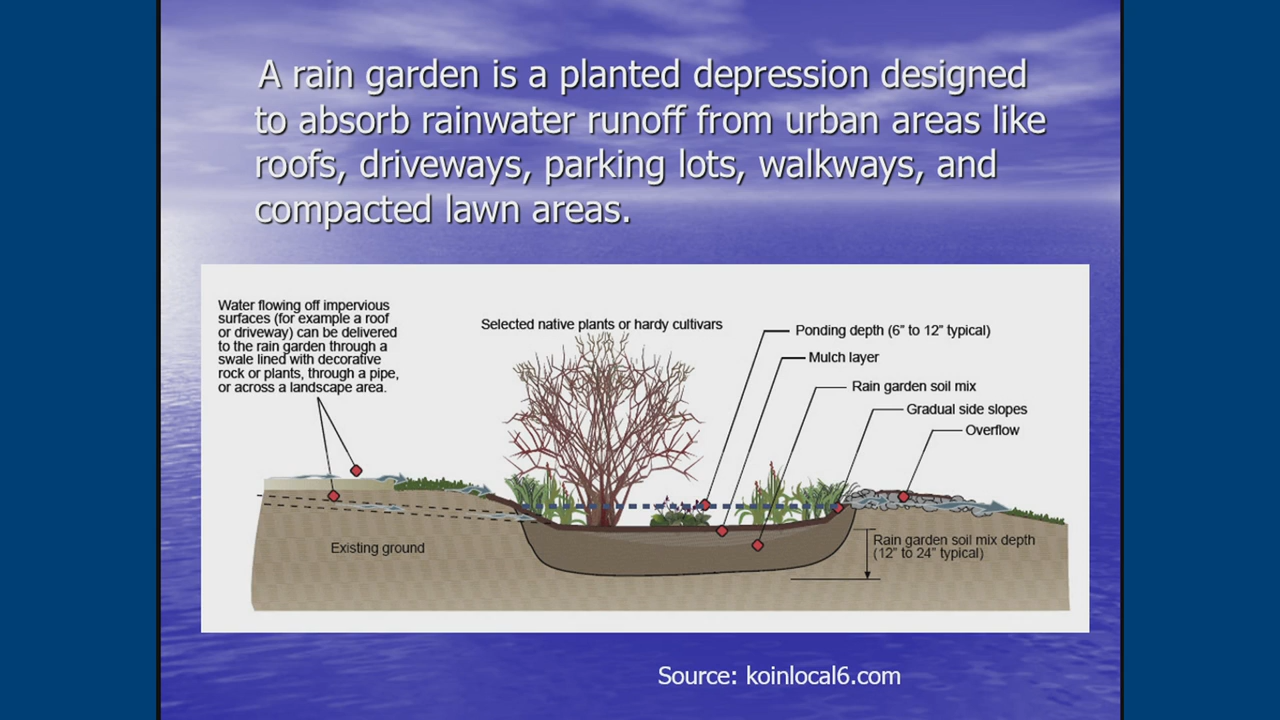 A rain garden is a planted depression designed
to absorb rainwater runoff from urban areas like
roofs, driveways, parking lots, walkways, and
compacted lawn areas.
Water flowing off impervious
surfaces (for example a roof
or driveway) can be delivered
to the rain garden through a
swale lined with decorative
rock or plants, through a pipe,
or across a landscape area.
Selected native plants or hardy cultivars
Ponding depth (6" to 12" typical)
Mulch layer
Rain garden soil mix
Gradual side slopes
Overflow
Existing ground
Rain garden soil mix depth
(12" to 24" typical)
Source: koinlocal6.com